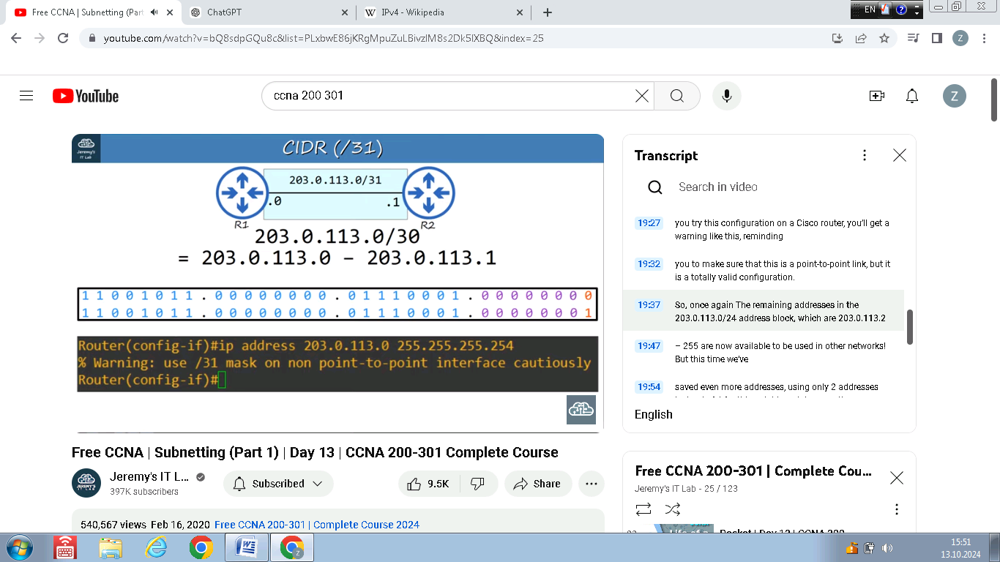 Free CCNA | Subnetting (Part
ChatGPT
IPv4 - Wikipedia
EN
youtube.com/watch?v=bQ8sdpGQu8c&list=PLxbwE86jKRgMpuZuLBivzlM8s2Dk5lXBQ&index=25
Z
YouTube
ccna 200 301
Z
Jeremy's
IT Lab
CIDR (/31)
203.0.113.0/31
.0
.1
R1
R2
203.0.113.0/30
= 203.0.113.0 – 203.0.113.1
1 1 0 0 1 0 1 1 . 0 0 0 0 0 0 0 0 . 0 1 1 1 0 0 0 1 . 0 0 0 0 0 0 0 0
1 1 0 0 1 0 1 1 . 0 0 0 0 0 0 0 0 . 0 1 1 1 0 0 0 1 . 0 0 0 0 0 0 0 1
Router(config-if)#ip address 203.0.113.0 255.255.255.254
% Warning: use /31 mask on non point-to-point interface cautiously
Router(config-if)#
Free CCNA | Subnetting (Part 1) | Day 13 | CCNA 200-301 Complete Course
JEREMY'S
IT LAB
Jeremy's IT L...
397K subscribers
Subscribed
9.5K
Share
540,567 views Feb 16, 2020 Free CCNA 200-301 | Complete Course 2024
Transcript
Search in video
19:27 you try this configuration on a Cisco router, you'll get a
warning like this, reminding
19:32 you to make sure that this is a point-to-point link, but it
is a totally valid configuration.
19:37 So, once again The remaining addresses in the
203.0.113.0/24 address block, which are 203.0.113.2
19:47 – 255 are now available to be used in other networks!
But this time we've
19:54 saved even more addresses, using only 2 addresses
English
Free CCNA 200-301 | Complete Cou...
Jeremy's IT Lab - 25 / 123
Packet | Day 12 | CCNA 200
15:51
13.10.2024